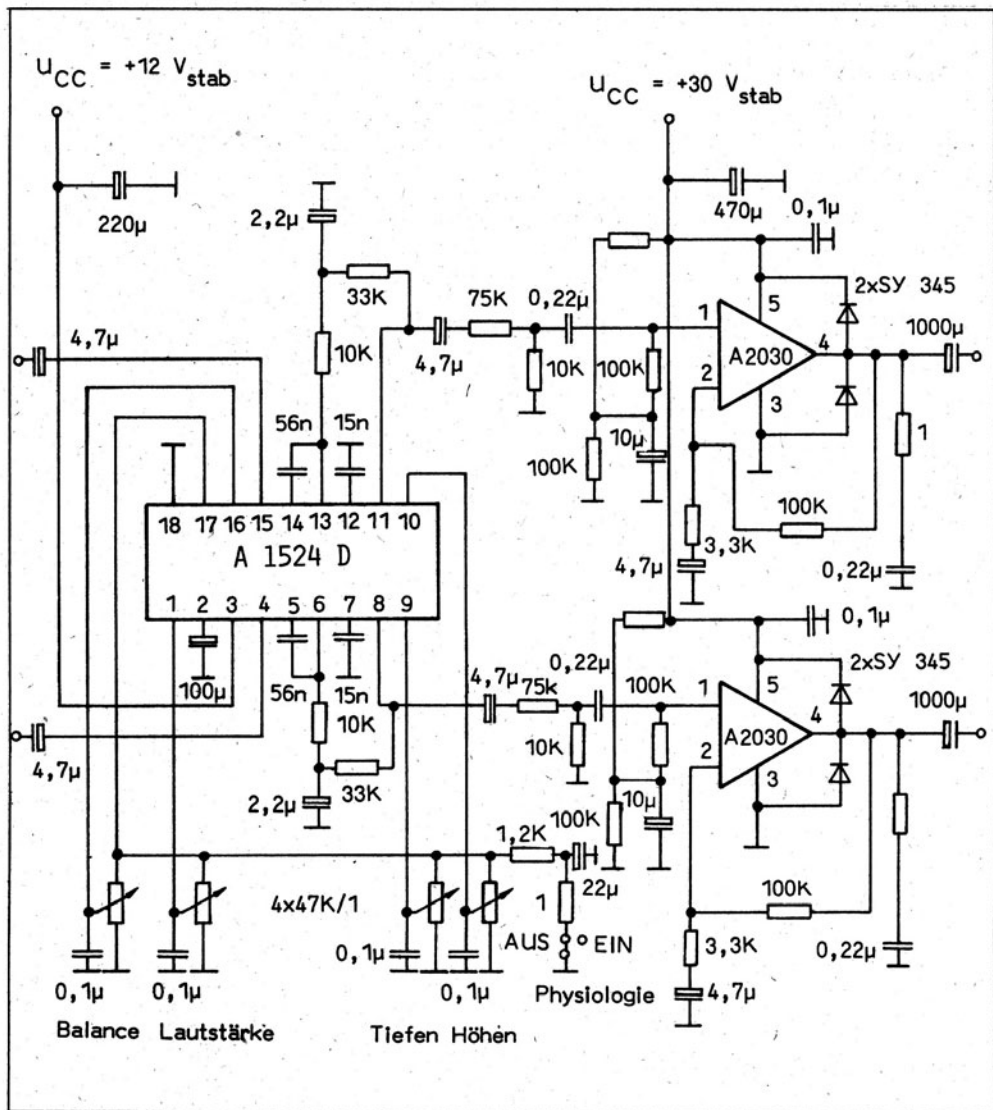 UCC = +12 Vstab
UCC = +30 Vstab
220µ
2,2µ
470µ
0,1µ
33K
75K
0,22µ
2xSY 345
1000µ
4,7µ
10K
4,7µ
10K
100K
1
5
A2030
4
2
3
56n
15n
100K
10µ
1
18 17 16 15 14 13 12 11 10
A 1524 D
1 2 3 4 5 6 7 8 9
3,3K
100K
4,7µ
0,22µ
100µ
56n
15n
10K
4,7µ
75k
0,22µ
100K
0,1µ
2xSY 345
1000µ
4,7µ
33K
2,2µ
10K
10µ
100K
1
5
A2030
4
2
3
1,2K
22µ
4x47K/1
1
AUS
EIN
0,1µ
0,1µ
0,1µ
0,1µ
Physiologie
3,3K
100K
4,7µ
0,22µ
Balance Lautstärke Tiefen Höhen